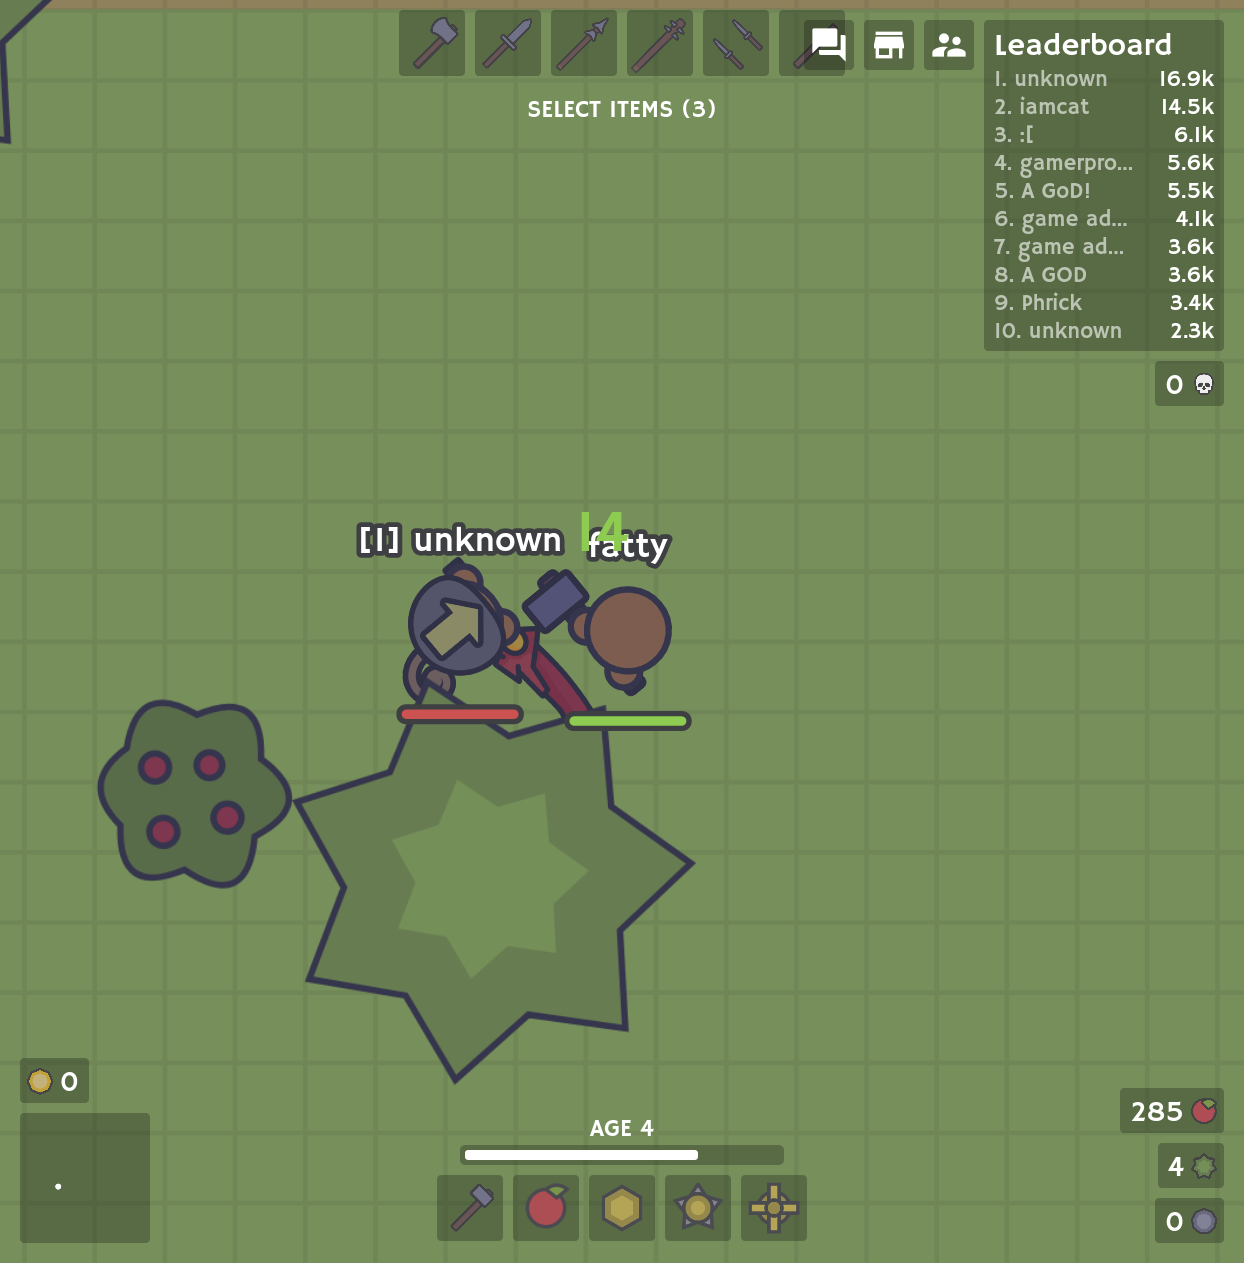 SELECT ITEMS (3)
Leaderboard
1. unknown 16.9k
2. iamcat 14.5k
3. :[ 6.1k
4. gamerpro... 5.6k
5. A GoD! 5.5k
6. game ad... 4.1k
7. game ad... 3.6k
8. A GOD 3.6k
9. Phrick 3.4k
10. unknown 2.3k
0
14
[I] unknown fatty
0
AGE 4
285
4
0